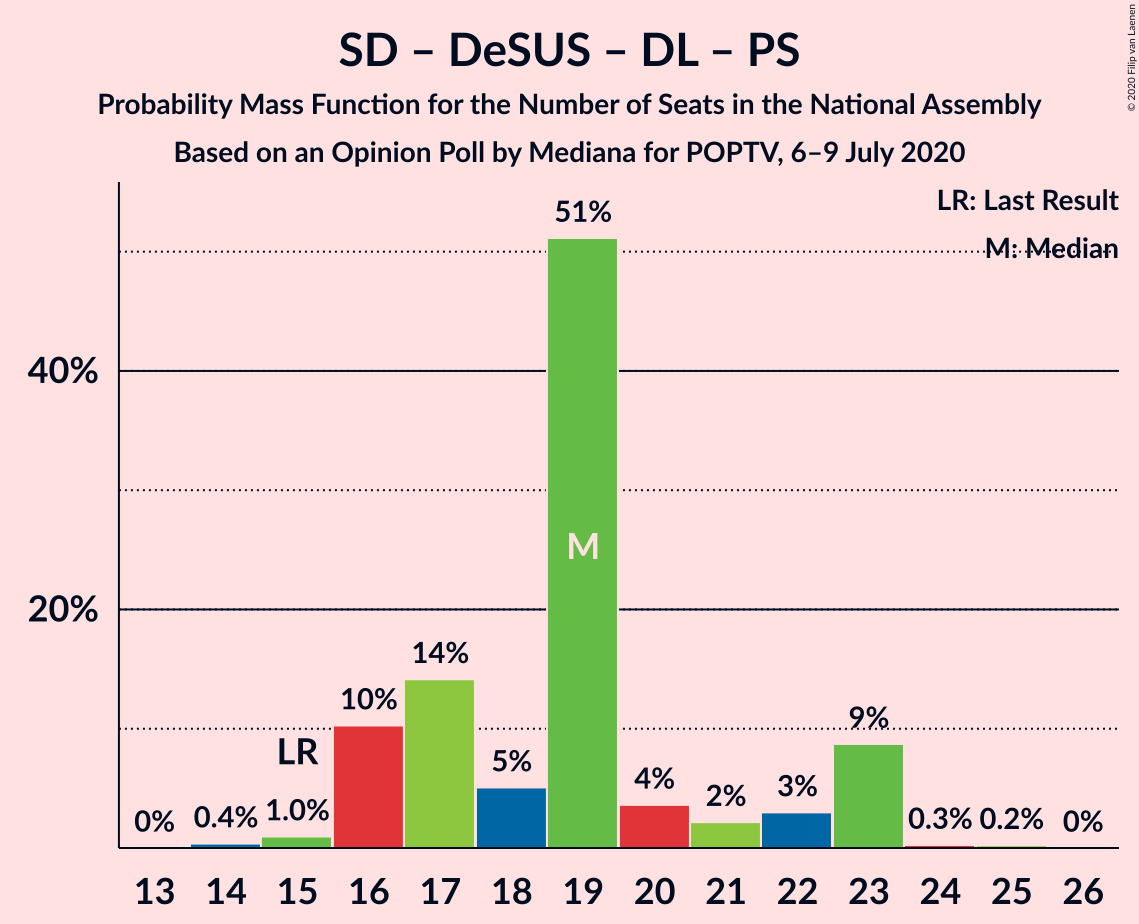 SD – DeSUS – DL – PS
Probability Mass Function for the Number of Seats in the National Assembly
Based on an Opinion Poll by Mediana for POPTV, 6–9 July 2020
© 2020 Filip van Laenen
LR: Last Result
M: Median
51%
40%
M
20%
14%
10%
9%
LR
5%
4%
3%
2%
1.0%
0%
0.4%
0.3%
0.2%
0%
13 14 15 16 17 18 19 20 21 22 23 24 25 26